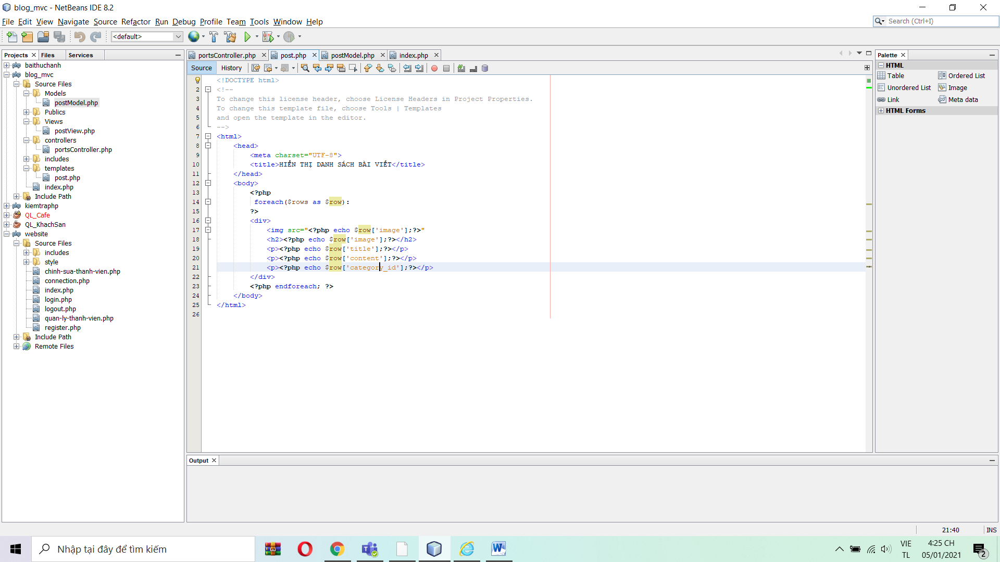 blog_mvc - NetBeans IDE 8.2
File Edit View Navigate Source Refactor Run Debug Profile Team Tools Window Help
Search (Ctrl+I)
<default>
Projects Files Services
baithuchanh
blog_mvc
Source Files
Models
postModel.php
Publics
Views
postView.php
controllers
portsController.php
includes
templates
post.php
index.php
Include Path
kiemtraphp
QL_Cafe
QL_KhachSan
website
Source Files
includes
style
chinh-sua-thanh-vien.php
connection.php
index.php
login.php
logout.php
quan-ly-thanh-vien.php
register.php
Include Path
Remote Files
portsController.php post.php postModel.php index.php
Source History
<!DOCTYPE html>
2 <!--
3 To change this license header, choose License Headers in Project Properties.
4 To change this template file, choose Tools | Templates
5 and open the template in the editor.
6 -->
7 <html>
8 <head>
9 <meta charset="UTF-8">
10 <title>HIỂN THỊ DANH SÁCH BÀI VIẾT</title>
11 </head>
12 <body>
13 <?php
14 foreach($rows as $row):
15 ?>
16 <div>
17 <img src="<?php echo $row['image'];?>"
18 <h2><?php echo $row['image'];?></h2>
19 <p><?php echo $row['title'];?></p>
20 <p><?php echo $row['content'];?></p>
21 <p><?php echo $row['category_id'];?></p>
22 </div>
23 <?php endforeach; ?>
24 </body>
25 </html>
26
Palette
HTML
Table Ordered List
Unordered List Image
Link Meta data
HTML Forms
Output
21:40 INS
Nhập tại đây để tìm kiếm
VIE
TL
4:25 CH
05/01/2021
2